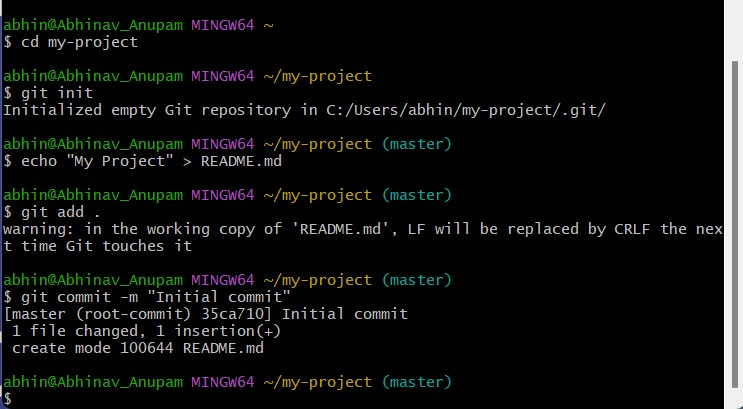 abhin@Abhinav_Anupam MINGW64 ~
$ cd my-project
abhin@Abhinav_Anupam MINGW64 ~/my-project
$ git init
Initialized empty Git repository in C:/Users/abhin/my-project/.git/
abhin@Abhinav_Anupam MINGW64 ~/my-project (master)
$ echo "My Project" > README.md
abhin@Abhinav_Anupam MINGW64 ~/my-project (master)
$ git add .
warning: in the working copy of 'README.md', LF will be replaced by CRLF the nex
t time Git touches it
abhin@Abhinav_Anupam MINGW64 ~/my-project (master)
$ git commit -m "Initial commit"
[master (root-commit) 35ca710] Initial commit
 1 file changed, 1 insertion(+)
 create mode 100644 README.md
abhin@Abhinav_Anupam MINGW64 ~/my-project (master)
$